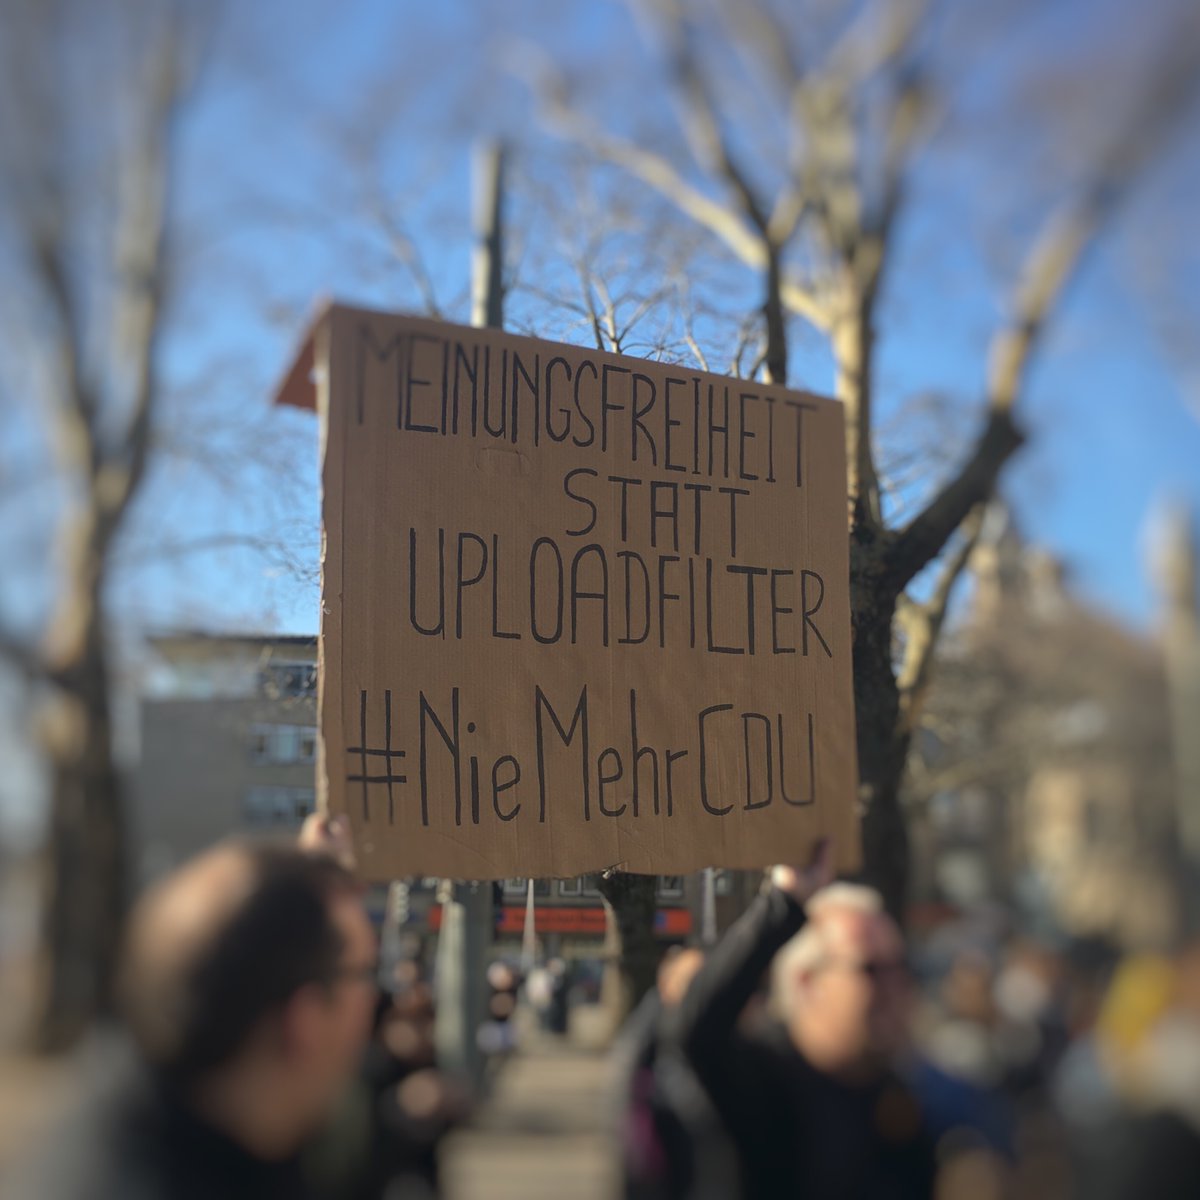 MEINUNGSFREIHEIT
STATT
UPLOADFILTER
#NieMehrCDU